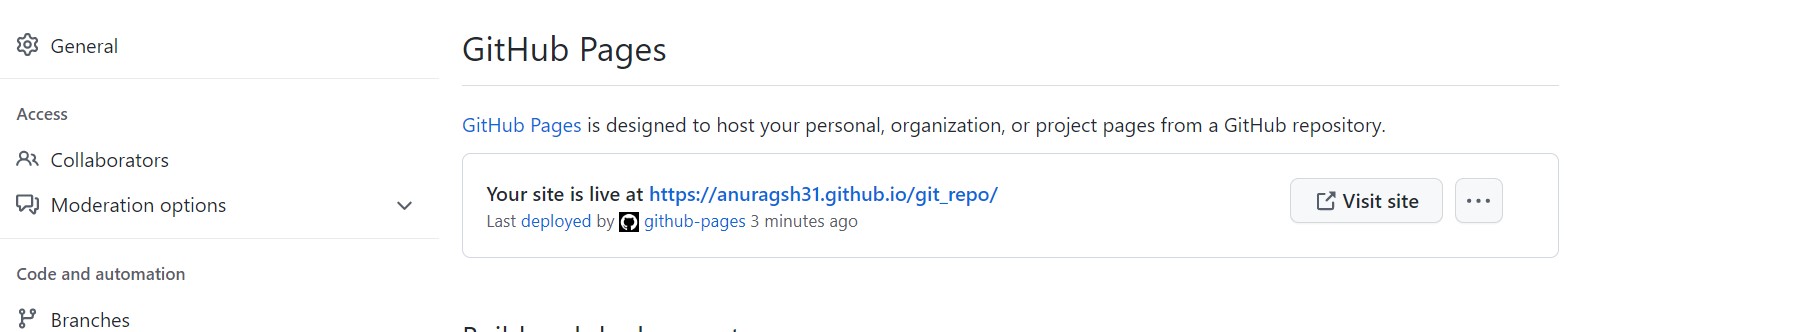 General
Access
Collaborators
Moderation options
Code and automation
Branches
GitHub Pages
GitHub Pages is designed to host your personal, organization, or project pages from a GitHub repository.
Your site is live at https://anuragsh31.github.io/git_repo/
Last deployed by github-pages 3 minutes ago
Visit site